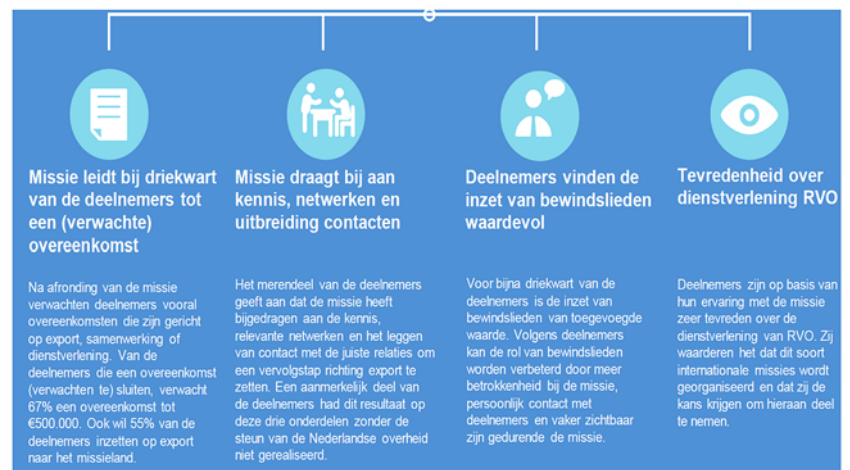 Missie leidt bij driekwart
van de deelnemers tot
een (verwachte)
overeenkomst
Na afronding van de missie
verwachten deelnemers vooral
overeenkomsten die zijn gericht
op export, samenwerking of
dienstverlening. Van de
deelnemers die een overeenkomst
(verwachten te) sluiten, verwacht
67% een overeenkomst tot
€500.000. Ook wil 55% van de
deelnemers inzetten op export
naar het missieland.
Missie draagt bij aan
kennis, netwerken en
uitbreiding contacten
Het merendeel van de deelnemers
geeft aan dat de missie heeft
bijgedragen aan de kennis,
relevante netwerken en het leggen
van contact met de juiste relaties om
een vervolgstap richting export te
zetten. Een aanmerkelijk deel van
de deelnemers had dit resultaat op
deze drie onderdelen zonder de
steun van de Nederlandse overheid
niet gerealiseerd.
Deelnemers vinden de
inzet van bewindslieden
waardevol
Voor bijna driekwart van de
deelnemers is de inzet van
bewindslieden van toegevoegde
waarde. Volgens deelnemers
kan de rol van bewindslieden
worden verbeterd door meer
betrokkenheid bij de missie,
persoonlijk contact met
deelnemers en vaker zichtbaar
zijn gedurende de missie.
Tevredenheid over
dienstverlening RVO
Deelnemers zijn op basis van
hun ervaring met de missie
zeer tevreden over de
dienstverlening van RVO. Zij
waarderen het dat dit soort
internationale missies wordt
georganiseerd en dat zij de
kans krijgen om hieraan deel
te nemen.